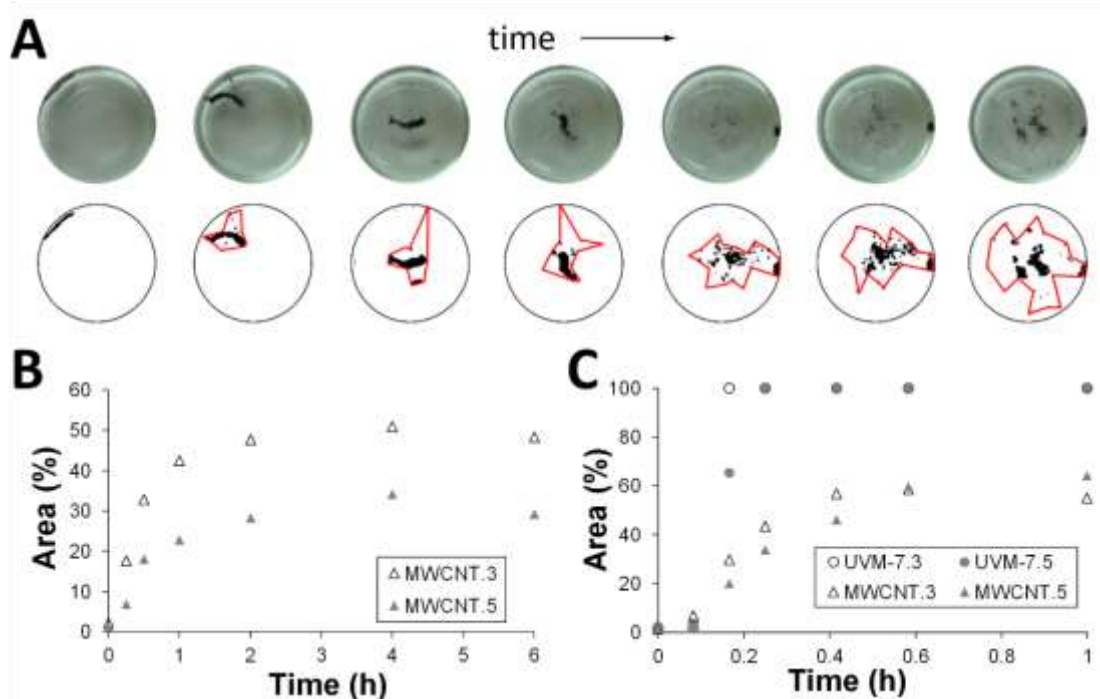 A
time
B
60
50
40
30
20
10
0
Area (%)
0 1 2 3 4 5 6
Time (h)
MWCNT.3
MWCNT.5
C
100
80
60
40
20
0
Area (%)
0 0.2 0.4 0.6 0.8 1
Time (h)
UVM-7.3 UVM-7.5
MWCNT.3 MWCNT.5